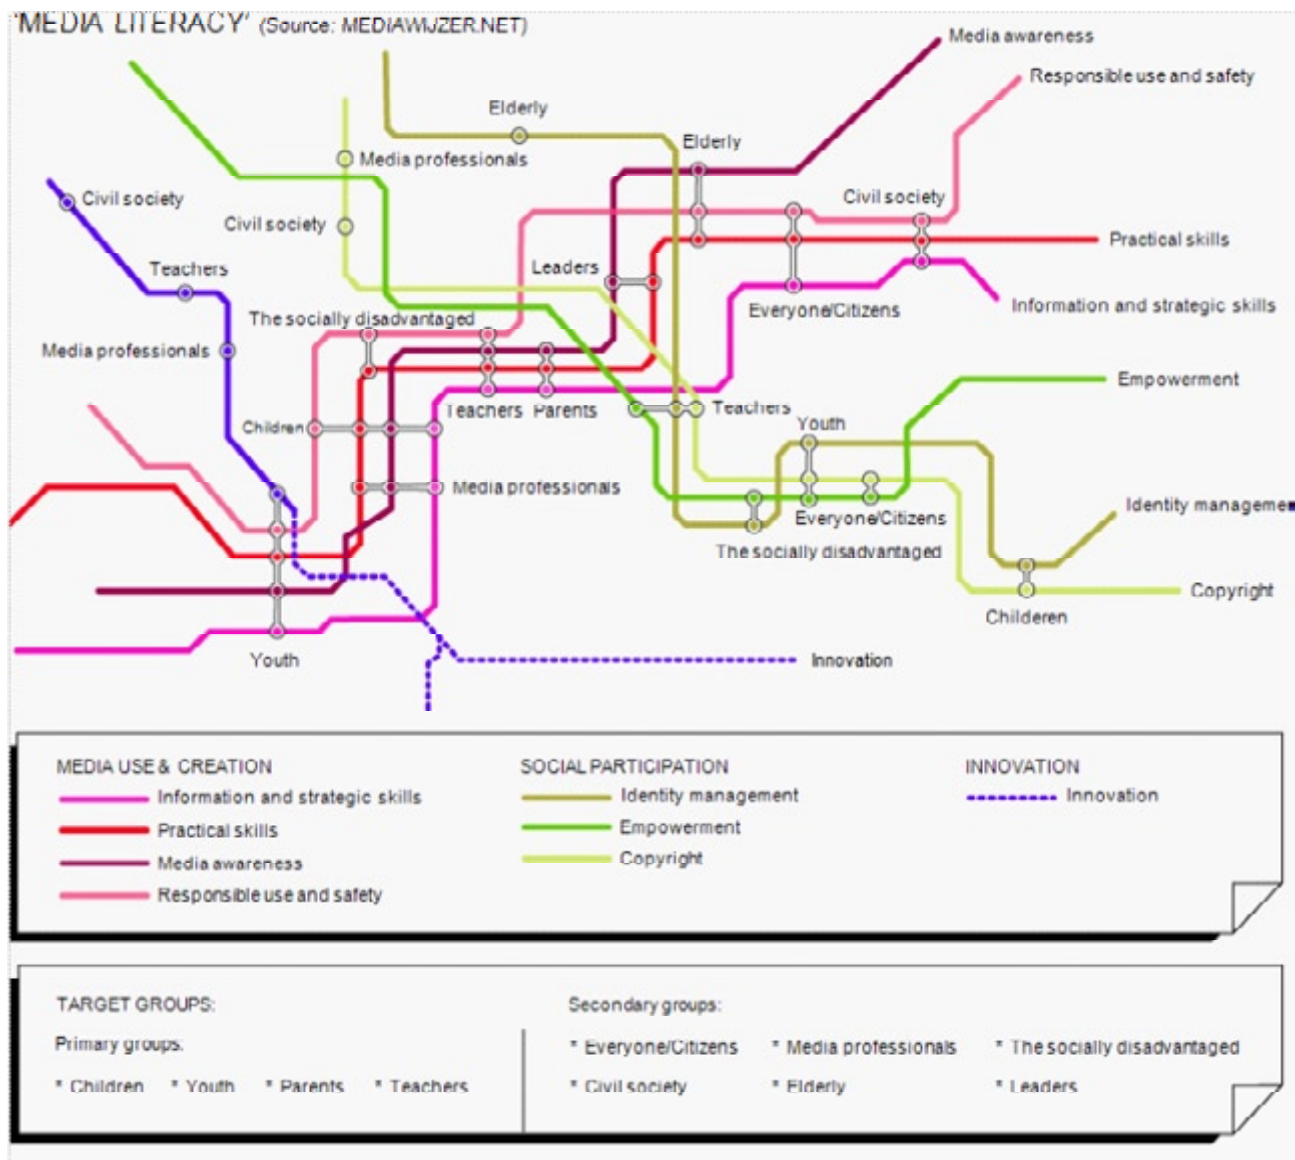 'MEDIA LITERACY' (Source: MEDIAWIJZER.NET)
Media awareness
Responsible use and safety
Elderly
Elderly
Media professionals
Civil society
Civil society
Civil society
Practical skills
Teachers
Leaders
Information and strategic skills
Everyone/Citizens
The socially disadvantaged
Media professionals
Empowerment
Teachers
Parents
Teachers
Children
Youth
Media professionals
Identity manageme
Everyone/Citizens
The socially disadvantaged
Copyright
Childeren
Youth
Innovation
MEDIA USE & CREATION
Information and strategic skills
Practical skills
Media awareness
Responsible use and safety
SOCIAL PARTICIPATION
Identity management
Empowerment
Copyright
INNOVATION
Innovation
TARGET GROUPS:
Primary groups:
* Children * Youth * Parents * Teachers
Secondary groups:
* Everyone/Citizens * Media professionals * The socially disadvantaged
* Civil society * Elderly * Leaders